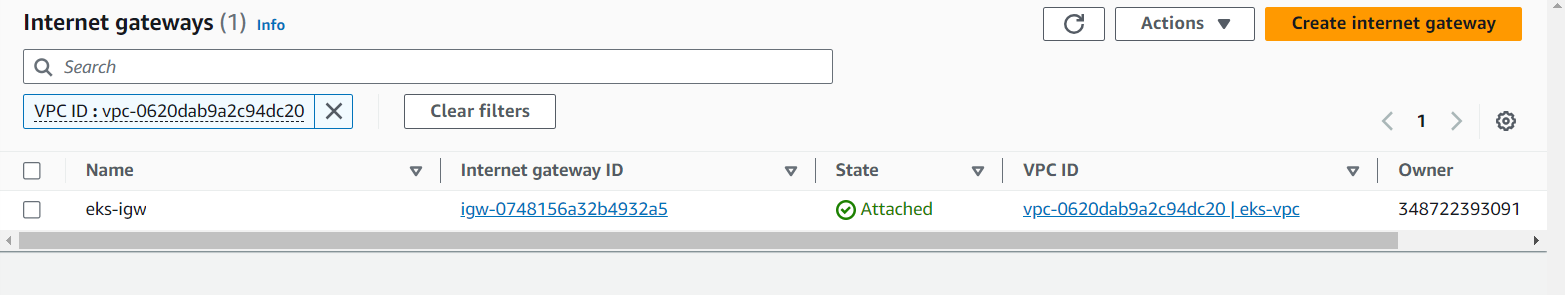 Internet gateways (1) Info
Actions
Create internet gateway
Search
VPC ID : vpc-0620dab9a2c94dc20
Clear filters
1
Name Internet gateway ID State VPC ID Owner
eks-igw igw-0748156a32b4932a5 Attached vpc-0620dab9a2c94dc20 | eks-vpc 348722393091